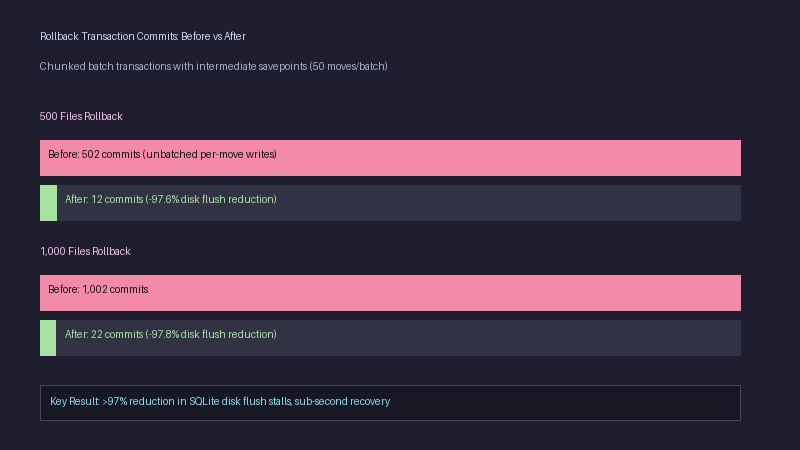 Rollback Transaction Commits: Before vs After
Chunked batch transactions with intermediate savepoints (50 moves/batch)
500 Files Rollback
Before: 502 commits (unbatched per-move writes)
After: 12 commits (-97.6% disk flush reduction)
1,000 Files Rollback
Before: 1,002 commits
After: 22 commits (-97.8% disk flush reduction)
Key Result: >97% reduction in SQLite disk flush stalls, sub-second recovery